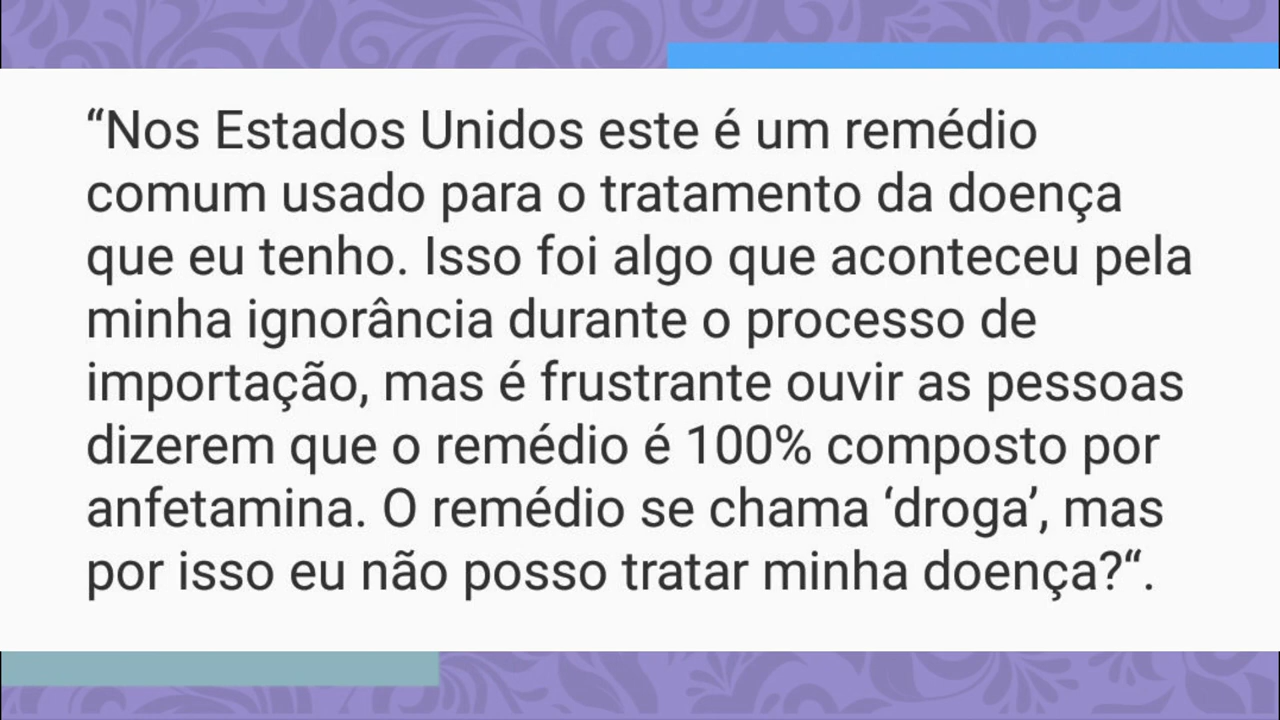 “Nos Estados Unidos este é um remédio
comum usado para o tratamento da doença
que eu tenho. Isso foi algo que aconteceu pela
minha ignorância durante o processo de
importação, mas é frustrante ouvir as pessoas
dizerem que o remédio é 100% composto por
anfetamina. O remédio se chama ‘droga’, mas
por isso eu não posso tratar minha doença?“.